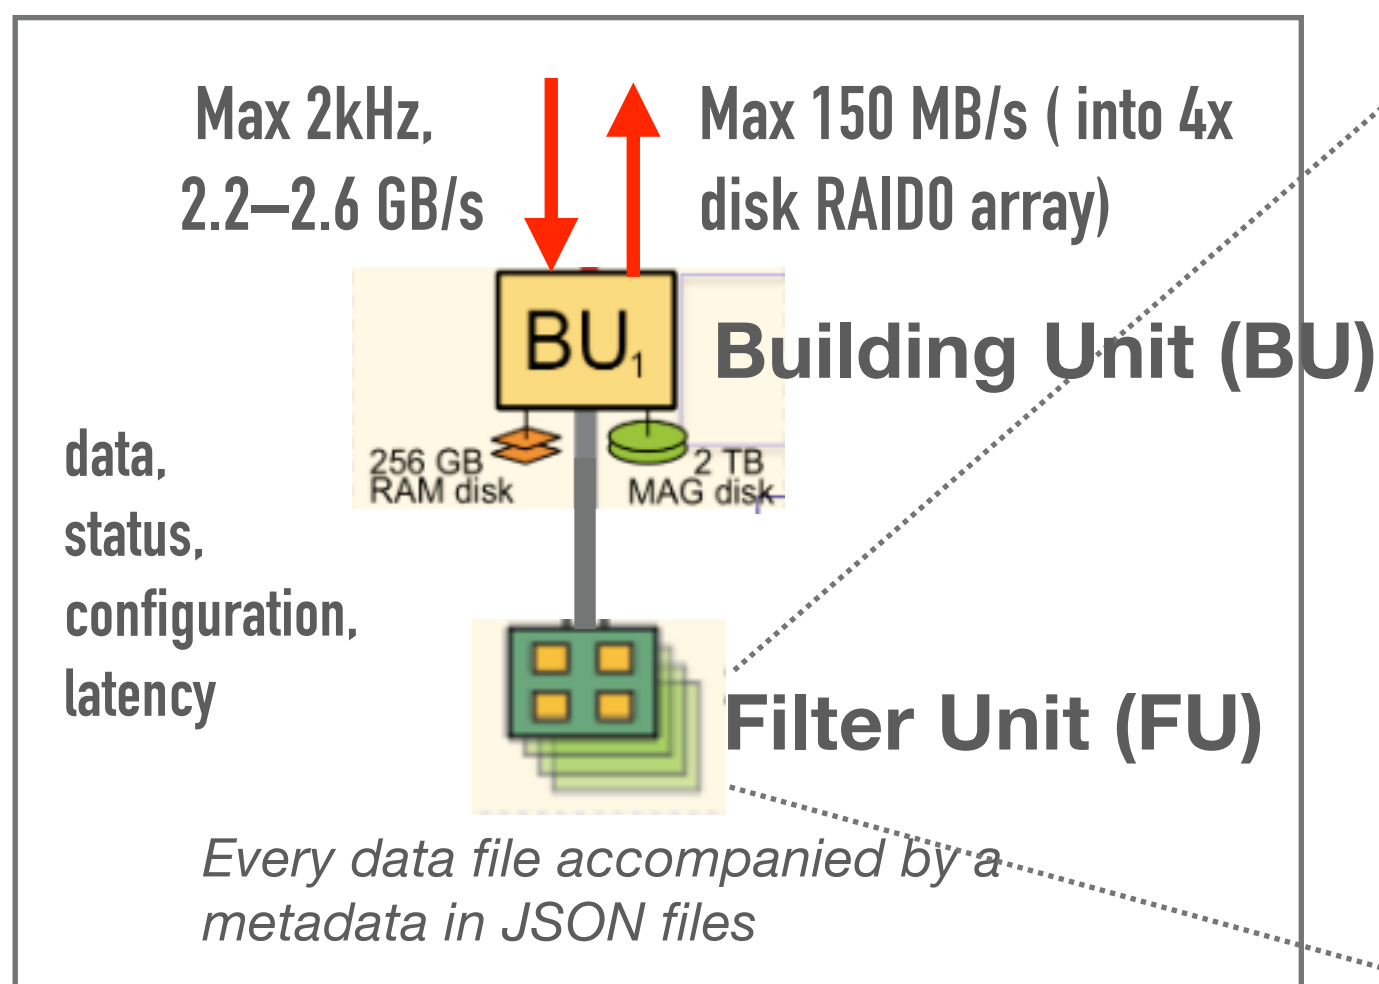 Max 2kHz,
2.2–2.6 GB/s
Max 150 MB/s ( into 4x
disk RAID0 array)
BU1
Building Unit (BU)
256 GB
RAM disk
2 TB
MAG disk
data,
status,
configuration,
latency
Filter Unit (FU)
Every data file accompanied by a
metadata in JSON files